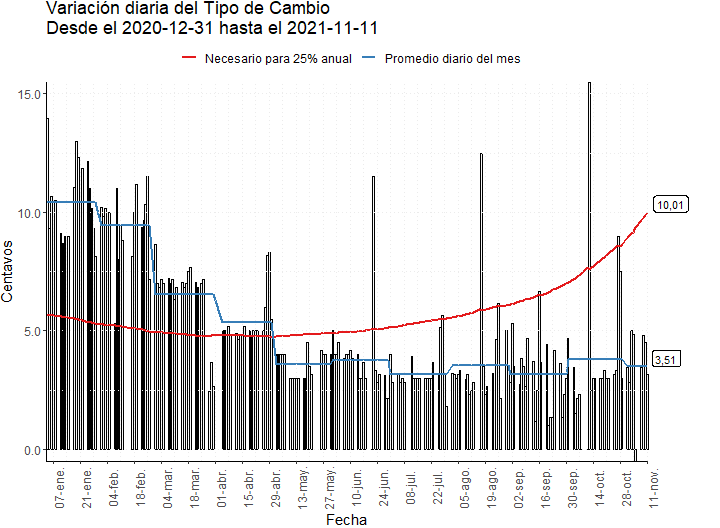 Variación diaria del Tipo de Cambio
Desde el 2020-12-31 hasta el 2021-11-11
Necesario para 25% anual
Promedio diario del mes
15.0
10.0
5.0
0.0
Centavos
10,01
3,51
07-ene.
21-ene.
04-feb.
18-feb.
04-mar.
18-mar.
01-abr.
15-abr.
29-abr.
13-may.
27-may.
10-jun.
24-jun.
08-jul.
22-jul.
05-ago.
19-ago.
02-sep.
16-sep.
30-sep.
14-oct.
28-oct.
11-nov.
Fecha